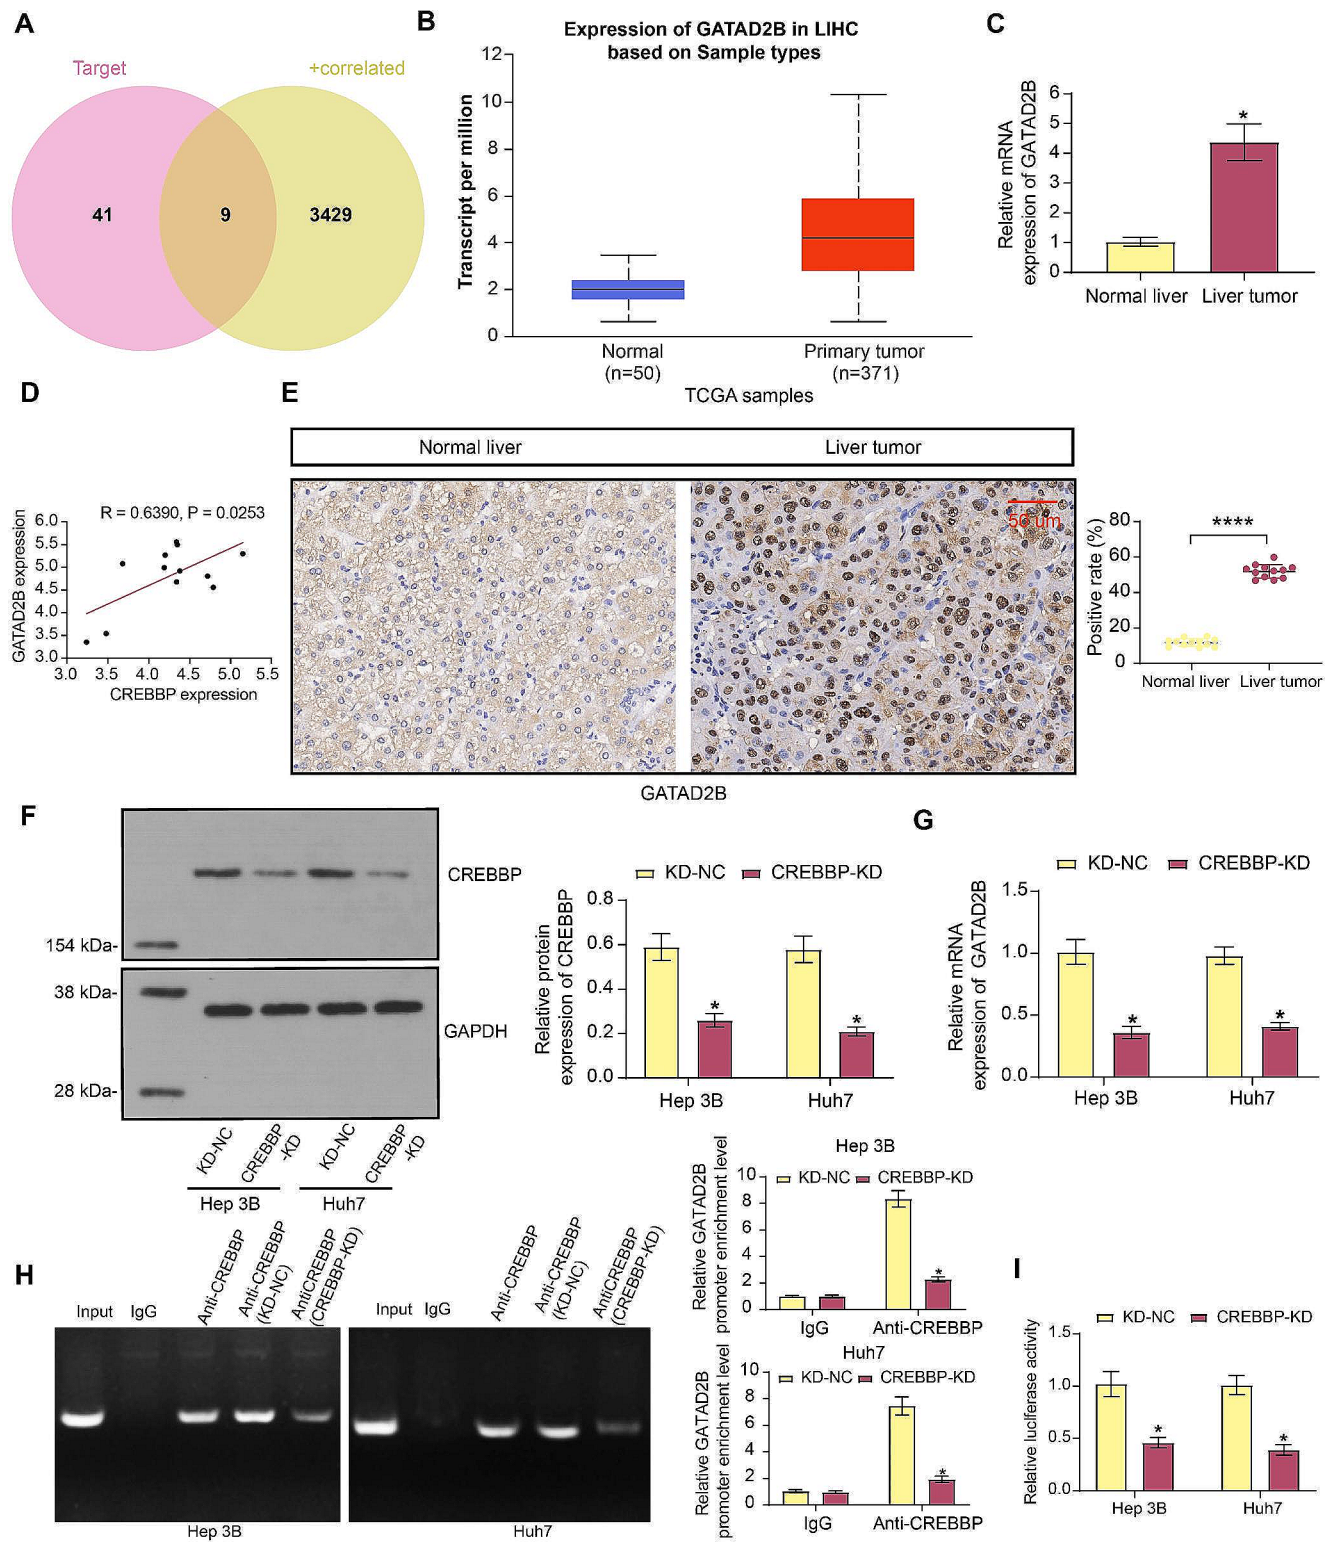 A
Target
+correlated
41
9
3429
B
Expression of GATAD2B in LIHC
based on Sample types
Transcript per million
12
10
8
6
4
2
0
Normal
(n=50)
Primary tumor
(n=371)
TCGA samples
C
Relative mRNA
expression of GATAD2B
6
5
4
3
2
1
0
*
Normal liver
Liver tumor
D
R = 0.6390, P = 0.0253
GATAD2B expression
6.0
5.5
5.0
4.5
4.0
3.5
3.0
3.0
3.5
4.0
4.5
5.0
5.5
CREBBP expression
E
Normal liver
Liver tumor
50 um
GATAD2B
Positive rate (%)
80
60
40
20
0
****
Normal liver
Liver tumor
F
CREBBP
154 kDa-
38 kDa-
GAPDH
28 kDa-
KD-NC
CREBBP
-KD
KD-NC
CREBBP
-KD
Hep 3B
Huh7
KD-NC
CREBBP-KD
Relative protein
expression of CREBBP
0.8
0.6
0.4
0.2
0.0
*
*
Hep 3B
Huh7
G
KD-NC
CREBBP-KD
Relative mRNA
expression of GATAD2B
1.5
1.0
0.5
0.0
*
*
Hep 3B
Huh7
H
Input
IgG
Anti-CREBBP
Anti-CREBBP
(KD-NC)
AntiCREBBP
(CREBBP-KD)
Input
IgG
Anti-CREBBP
Anti-CREBBP
(KD-NC)
AntiCREBBP
(CREBBP-KD)
Hep 3B
Huh7
Hep 3B
KD-NC
CREBBP-KD
Relative GATAD2B
promoter enrichment level
10
8
6
4
2
0
*
IgG
Anti-CREBBP
Huh7
KD-NC
CREBBP-KD
Relative GATAD2B
promoter enrichment level
10
8
6
4
2
0
*
IgG
Anti-CREBBP
I
KD-NC
CREBBP-KD
Relative luciferase activity
1.5
1.0
0.5
0.0
*
*
Hep 3B
Huh7